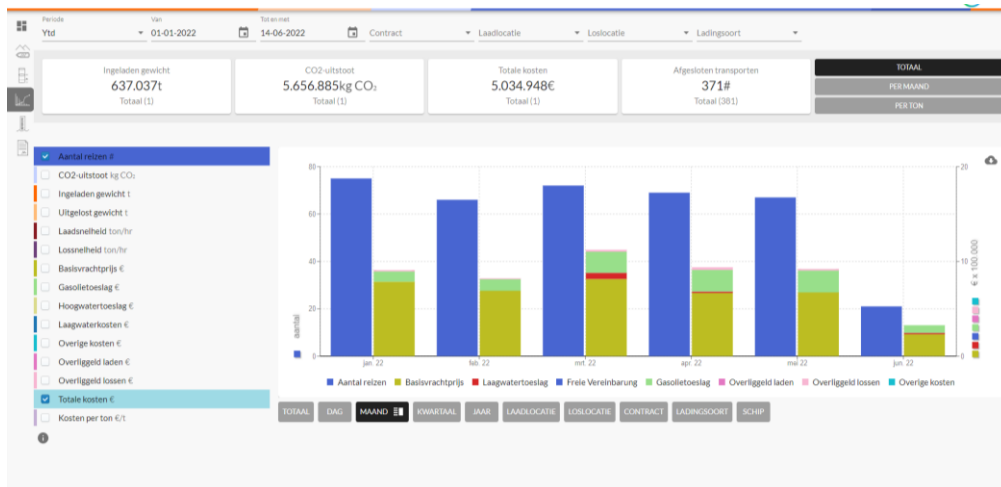 Periode Van Tot en met
Ytd 01-01-2022 14-06-2022 Contract Laadlocatie Loslocatie Ladingsoort
Ingeladen gewicht
637.037t
Totaal (1)
CO2-uitstoot
5.656.885kg CO₂
Totaal (1)
Totale kosten
5.034.948€
Totaal (1)
Afgesloten transporten
371#
Totaal (381)
TOTAAL
PER MAAND
PER TON
Aantal reizen #
CO2-uitstoot kg CO₂
Ingeladen gewicht t
Uitgelost gewicht t
Laadsnelheid ton/hr
Lossnelheid ton/hr
Basisvrachtprijs €
Gasolietoeslag €
Hoogwatertoeslag €
Laagwaterkosten €
Overige kosten €
Overliggeld laden €
Overliggeld lossen €
Totale kosten €
Kosten per ton €/t
80
60
40
20
0
aantal
20
10
0
€ x 100.000
jan. 22 feb. 22 mrt. 22 apr. 22 mei. 22 jun. 22
Aantal reizen Basisvrachtprijs Laagwatertoeslag Freie Vereinbarung Gasolietoeslag Overliggeld laden Overliggeld lossen Overige kosten
TOTAAL DAG MAAND KWARTAAL JAAR LAADLOCATIE LOSLOCATIE CONTRACT LADINGSOORT SCHIP